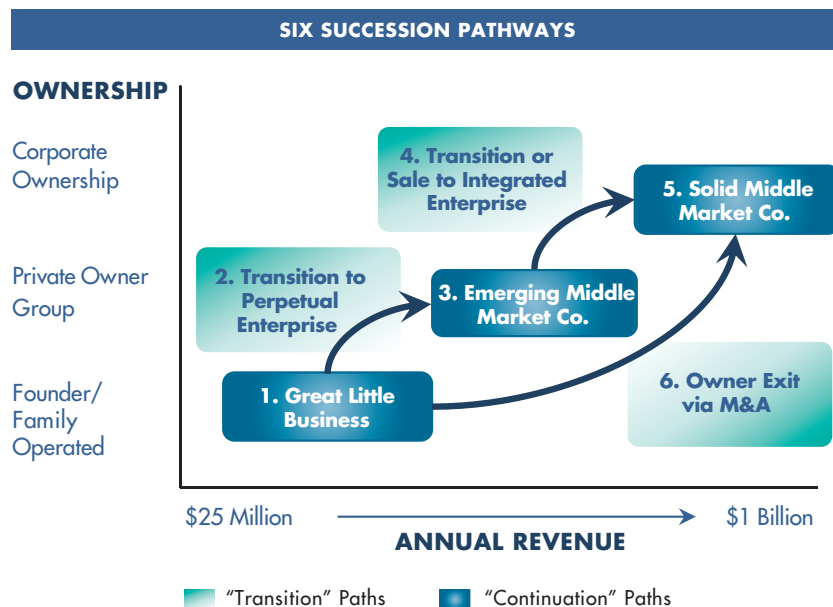 SIX SUCCESSION PATHWAYS
OWNERSHIP
Corporate
Ownership
4. Transition or
Sale to Integrated
Enterprise
5. Solid Middle
Market Co.
Private Owner
Group
2. Transition to
Perpetual
Enterprise
3. Emerging Middle
Market Co.
Founder/
Family
Operated
1. Great Little
Business
6. Owner Exit
via M&A
$25 Million
$1 Billion
ANNUAL REVENUE
"Transition" Paths
"Continuation" Paths